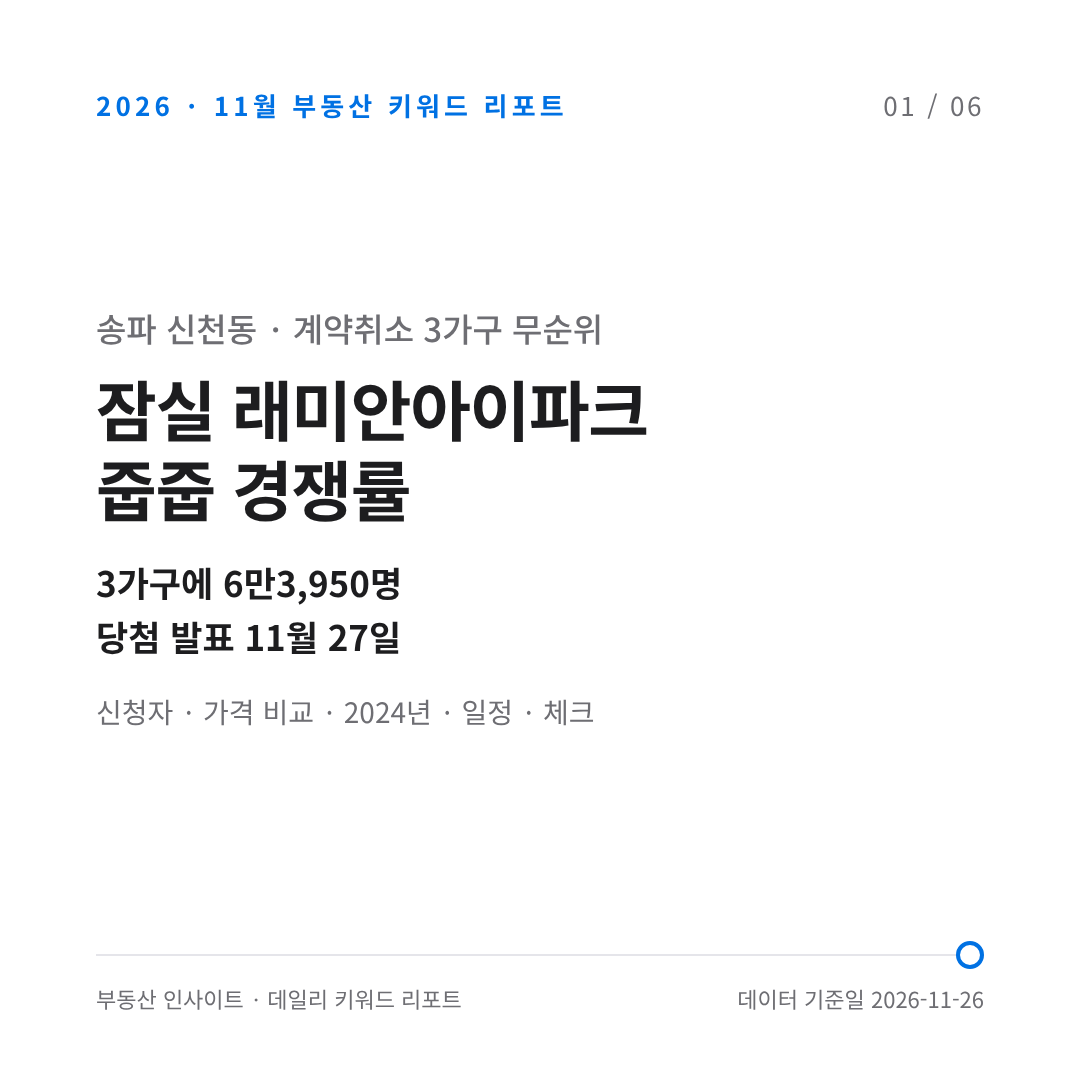 2026 · 11월 부동산 키워드 리포트
01 / 06
송파 신천동 · 계약취소 3가구 무순위
잠실 래미안아이파크
줍줍 경쟁률
3가구에 6만3,950명
당첨 발표 11월 27일
신청자 · 가격 비교 · 2024년 · 일정 · 체크
부동산 인사이트 · 데일리 키워드 리포트
데이터 기준일 2026-11-26